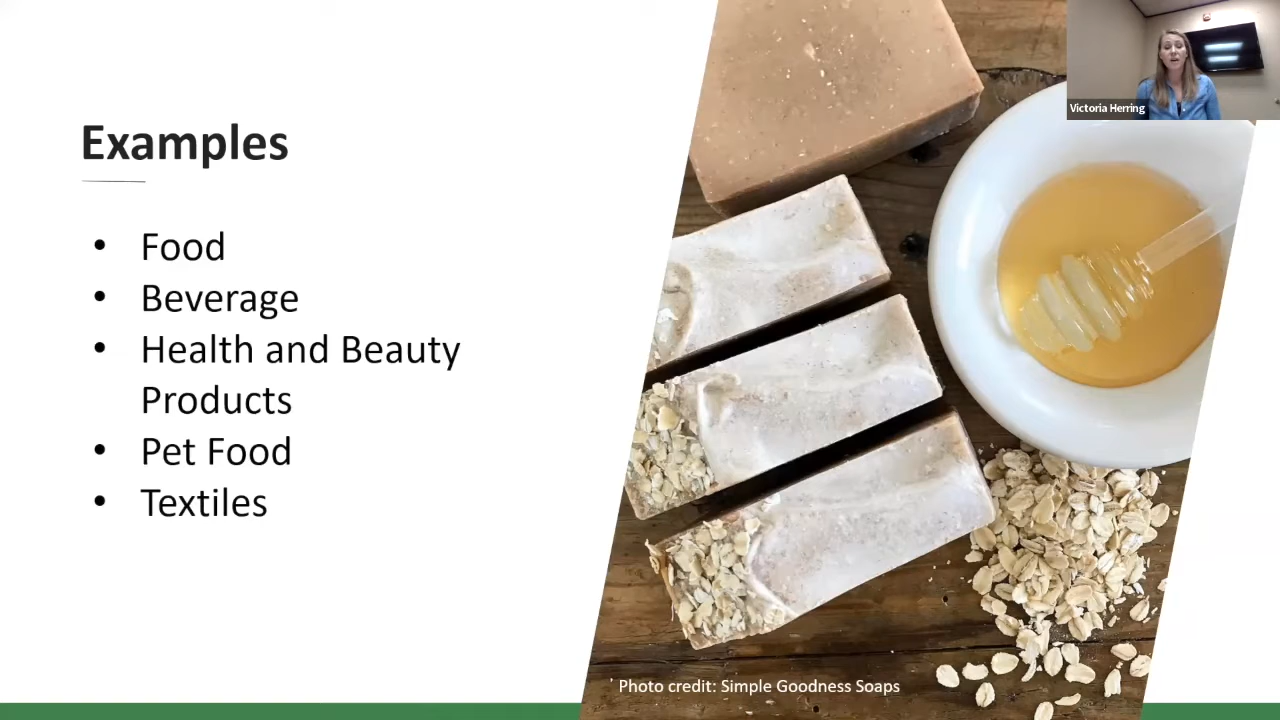 Examples
• Food
• Beverage
• Health and Beauty
Products
• Pet Food
• Textiles
Victoria Herring
Photo credit: Simple Goodness Soaps